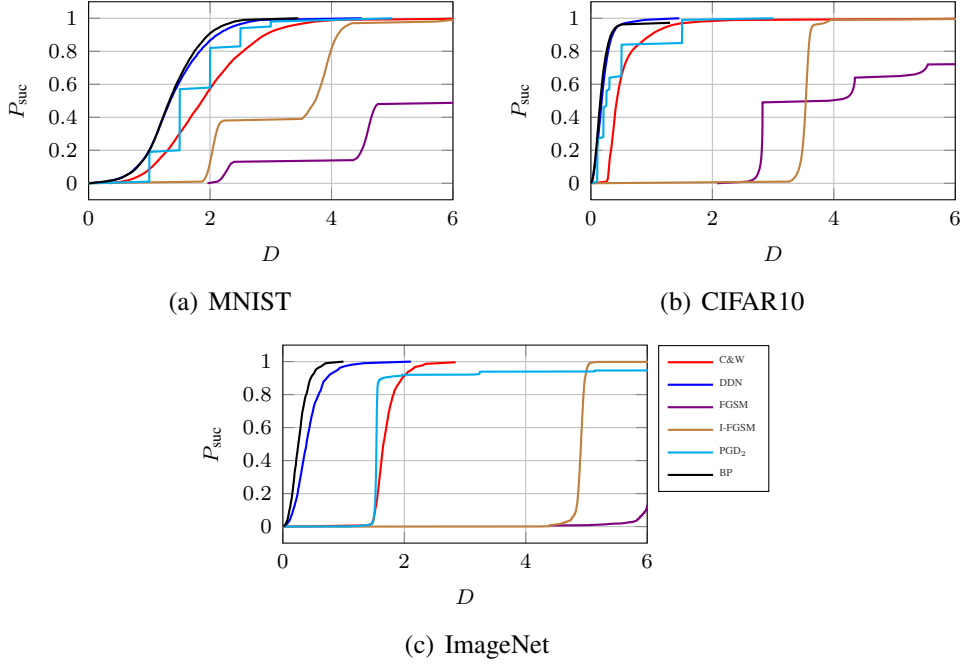 1
0.8
0.6
0.4
0.2
0
P_suc
0 2 4 6
D
(a) MNIST
1
0.8
0.6
0.4
0.2
0
P_suc
0 2 4 6
D
(b) CIFAR10
1
0.8
0.6
0.4
0.2
0
P_suc
0 2 4 6
D
C&W
DDN
FGSM
I-FGSM
PGD₂
BP
(c) ImageNet